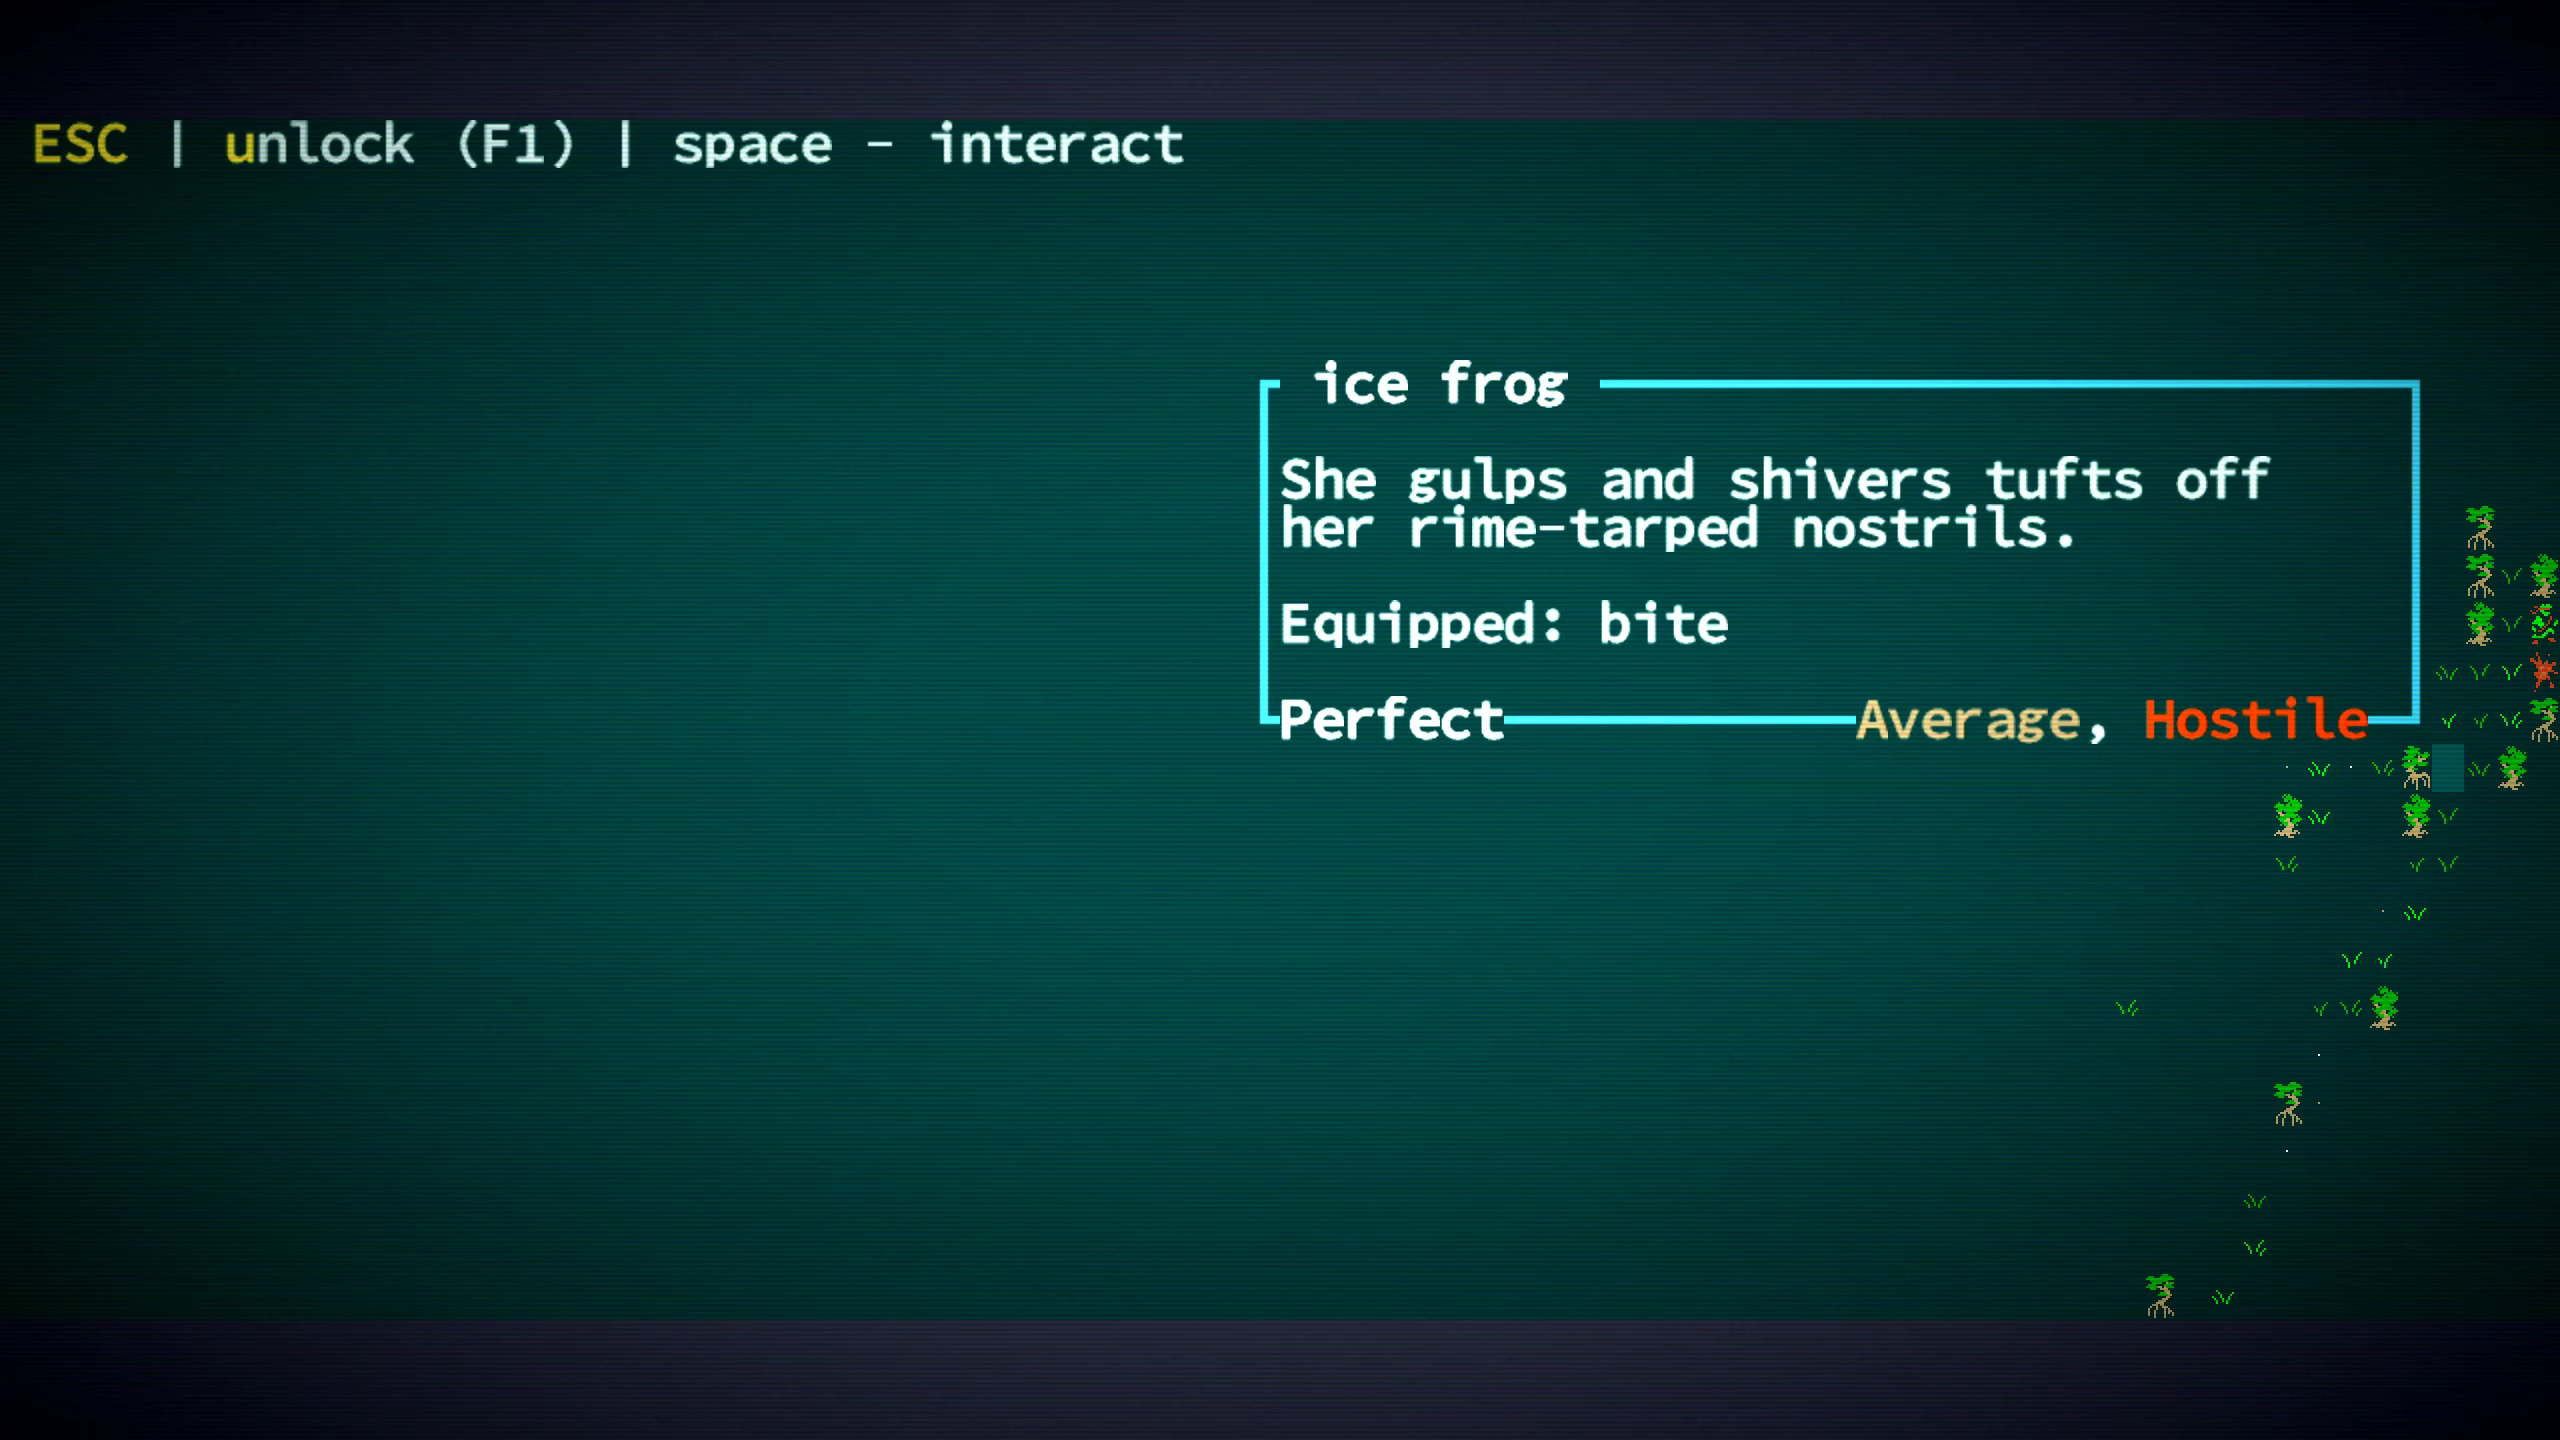 ESC | unlock (F1) | space - interact
ice frog
She gulps and shivers tufts off
her rime-tarped nostrils.
Equipped: bite
Perfect Average, Hostile